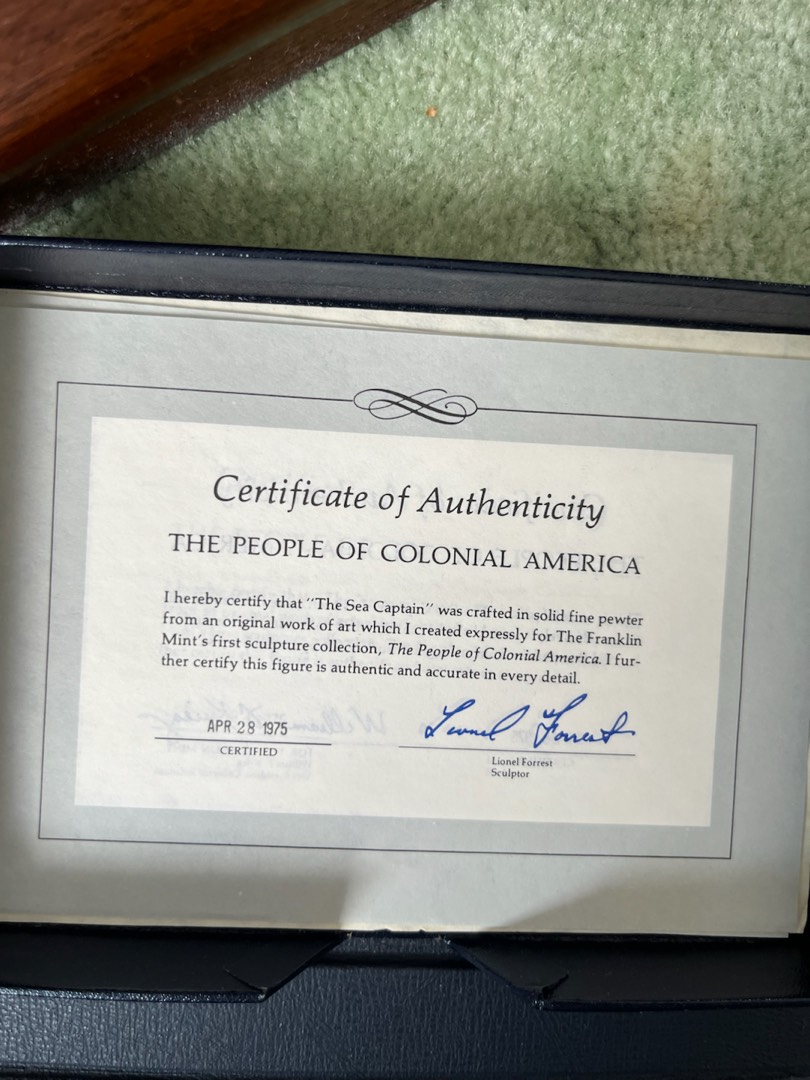 Certificate of Authenticity
THE PEOPLE OF COLONIAL AMERICA
I hereby certify that "The Sea Captain" was crafted in solid fine pewter
from an original work of art which I created expressly for The Franklin
Mint's first sculpture collection, The People of Colonial America. I fur-
ther certify this figure is authentic and accurate in every detail.
APR 28 1975
CERTIFIED
Lionel Forrest
Lionel Forrest
Sculptor